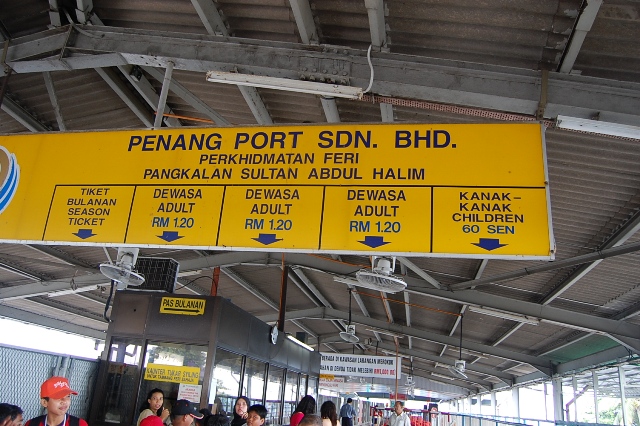 PENANG PORT SDN. BHD.
PERKHIDMATAN FERI
PANGKALAN SULTAN ABDUL HALIM
TIKET
BULANAN
SEASON
TICKET
DEWASA
ADULT
RM 1.20
DEWASA
ADULT
RM 1.20
DEWASA
ADULT
RM 1.20
KANAK-
KANAK
CHILDREN
60 SEN
PAS BULANAN